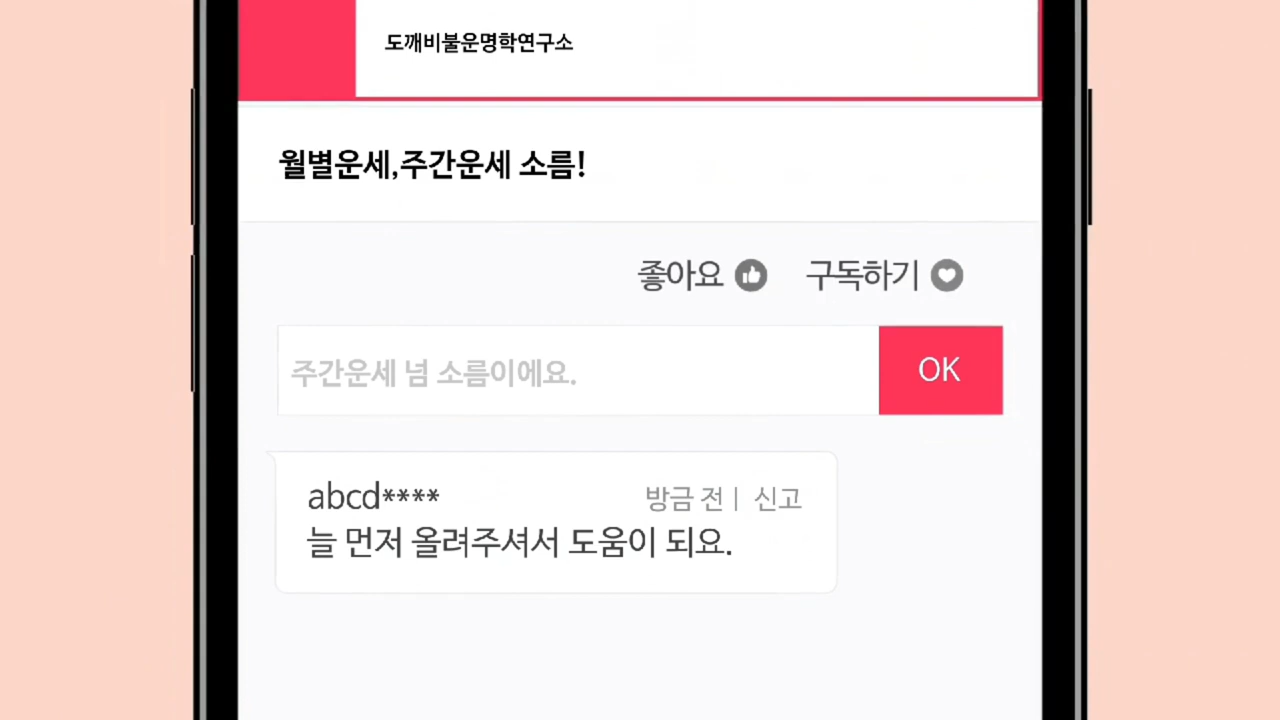 도깨비불운명학연구소
월별운세,주간운세 소름!
좋아요 구독하기
주간운세 넘 소름이에요.
OK
abcd**** 방금 전 | 신고
늘 먼저 올려주셔서 도움이 되요.